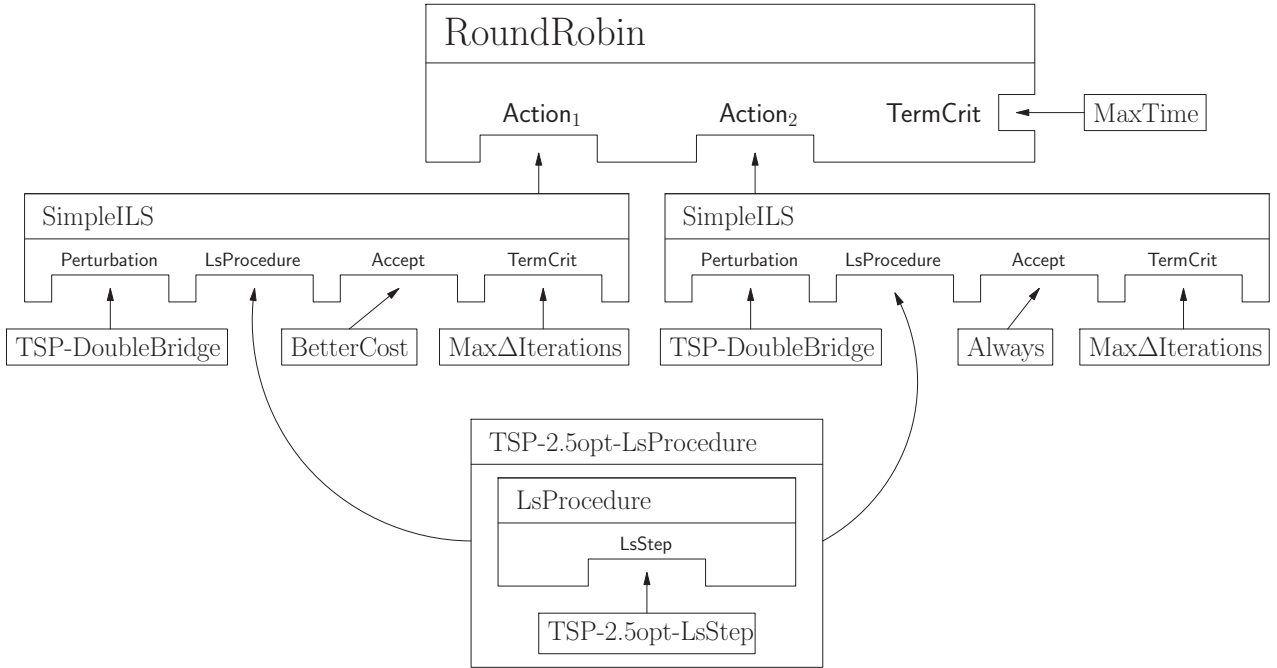 RoundRobin
Action₁ Action₂ TermCrit MaxTime
SimpleILS SimpleILS
Perturbation LsProcedure Accept TermCrit Perturbation LsProcedure Accept TermCrit
TSP-DoubleBridge BetterCost MaxΔIterations TSP-DoubleBridge Always MaxΔIterations
TSP-2.5opt-LsProcedure
LsProcedure
LsStep
TSP-2.5opt-LsStep